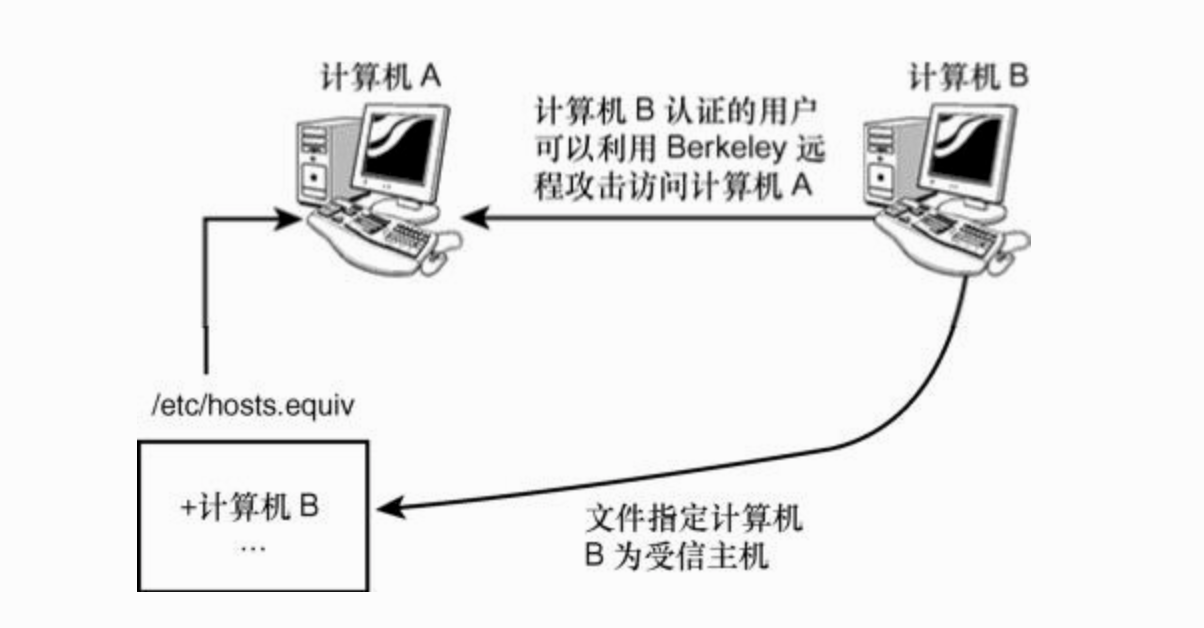 计算机 A
计算机 B
计算机 B 认证的用户
可以利用 Berkeley 远
程攻击访问计算机 A
/etc/hosts.equiv
+计算机 B
...
文件指定计算机
B 为受信主机